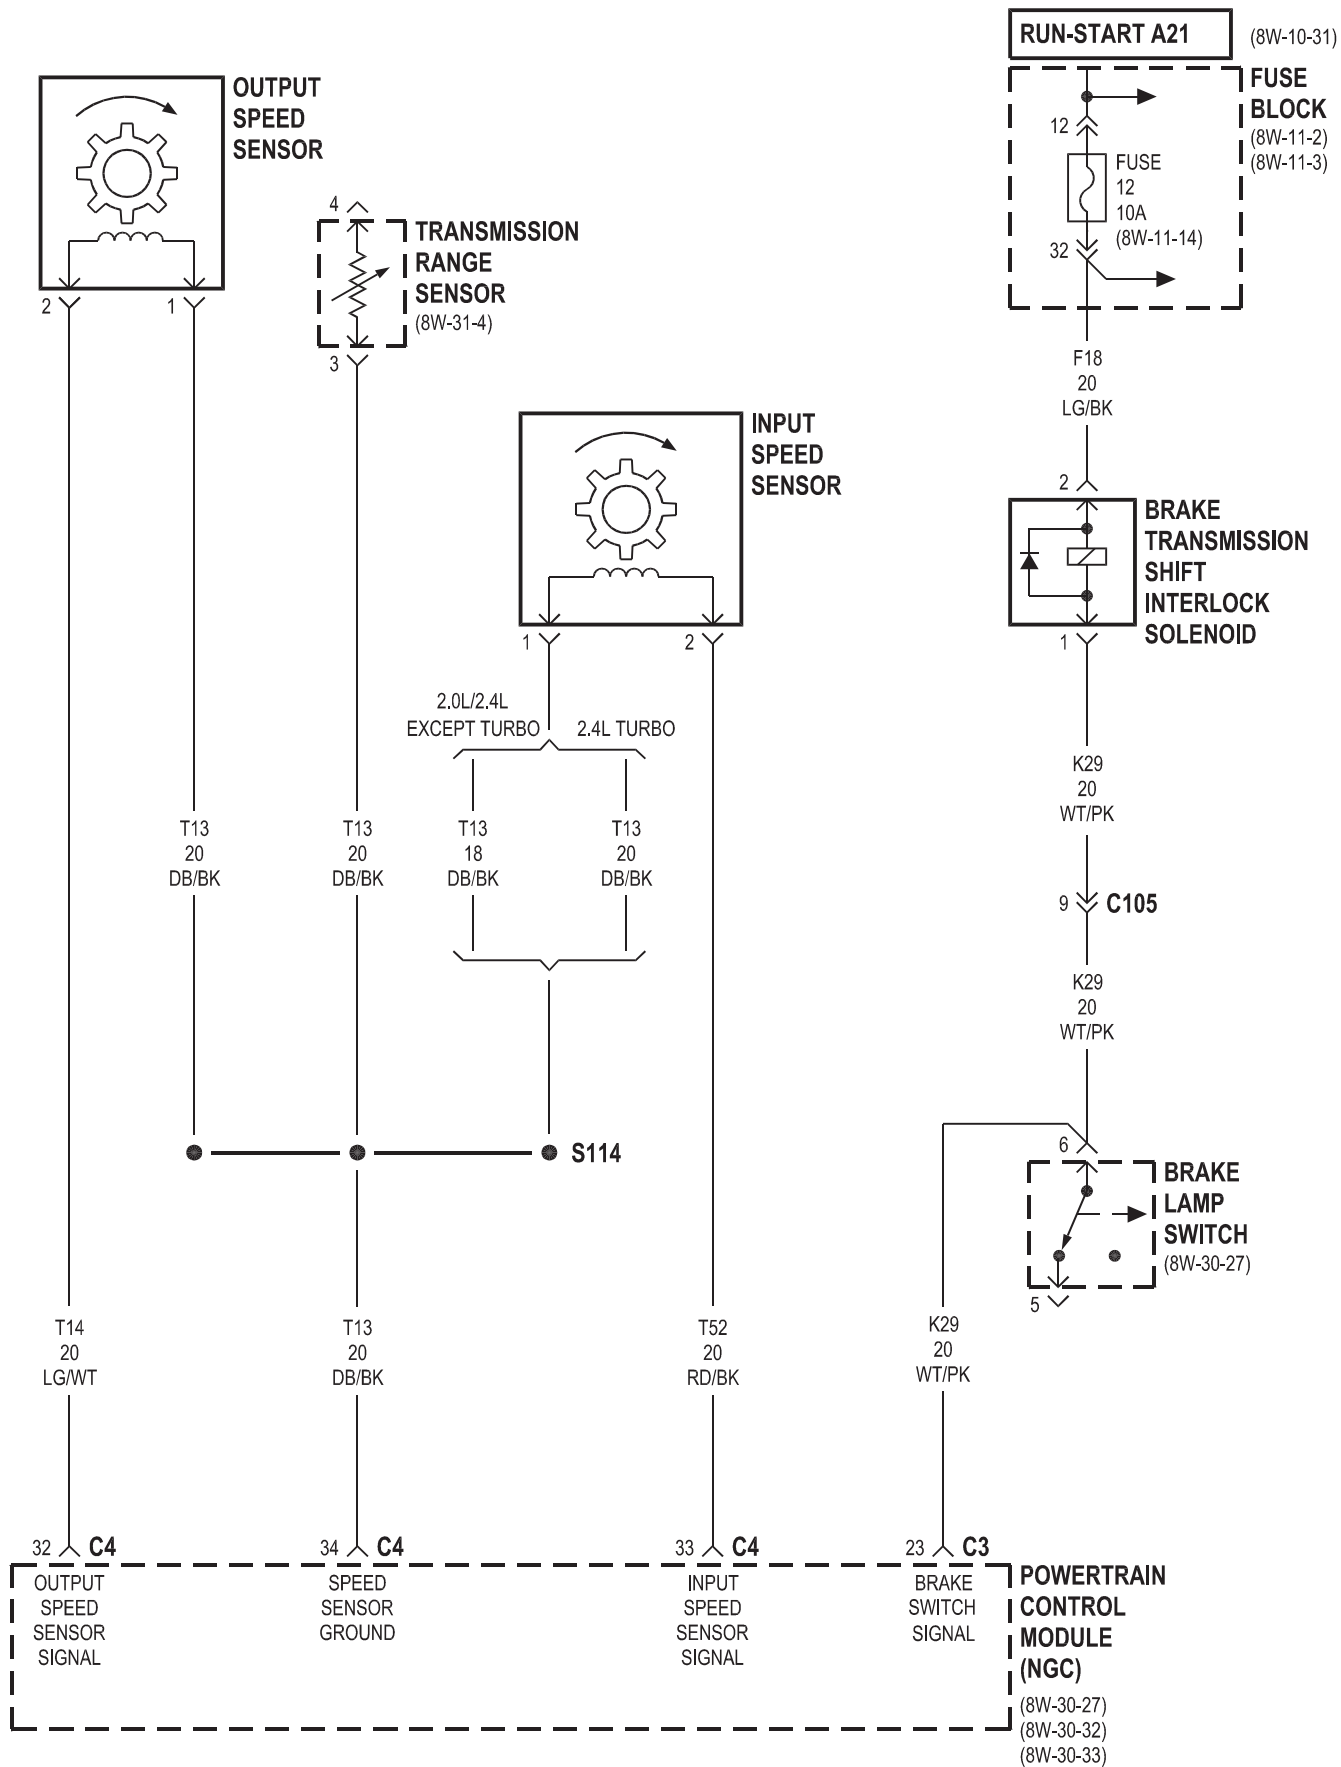 RUN-START A21
(8W-10-31)
FUSE
BLOCK
(8W-11-2)
(8W-11-3)
12
FUSE
12
10A
(8W-11-14)
32
OUTPUT
SPEED
SENSOR
2
1
4
TRANSMISSION
RANGE
SENSOR
(8W-31-4)
3
F18
20
LG/BK
INPUT
SPEED
SENSOR
1
2
2
BRAKE
TRANSMISSION
SHIFT
INTERLOCK
SOLENOID
1
2.0L/2.4L
EXCEPT TURBO
2.4L TURBO
K29
20
WT/PK
T13
20
DB/BK
T13
20
DB/BK
T13
18
DB/BK
T13
20
DB/BK
9
C105
K29
20
WT/PK
S114
6
BRAKE
LAMP
SWITCH
(8W-30-27)
5
T14
20
LG/WT
T13
20
DB/BK
T52
20
RD/BK
K29
20
WT/PK
32
C4
34
C4
33
C4
23
C3
OUTPUT
SPEED
SENSOR
SIGNAL
SPEED
SENSOR
GROUND
INPUT
SPEED
SENSOR
SIGNAL
BRAKE
SWITCH
SIGNAL
POWERTRAIN
CONTROL
MODULE
(NGC)
(8W-30-27)
(8W-30-32)
(8W-30-33)